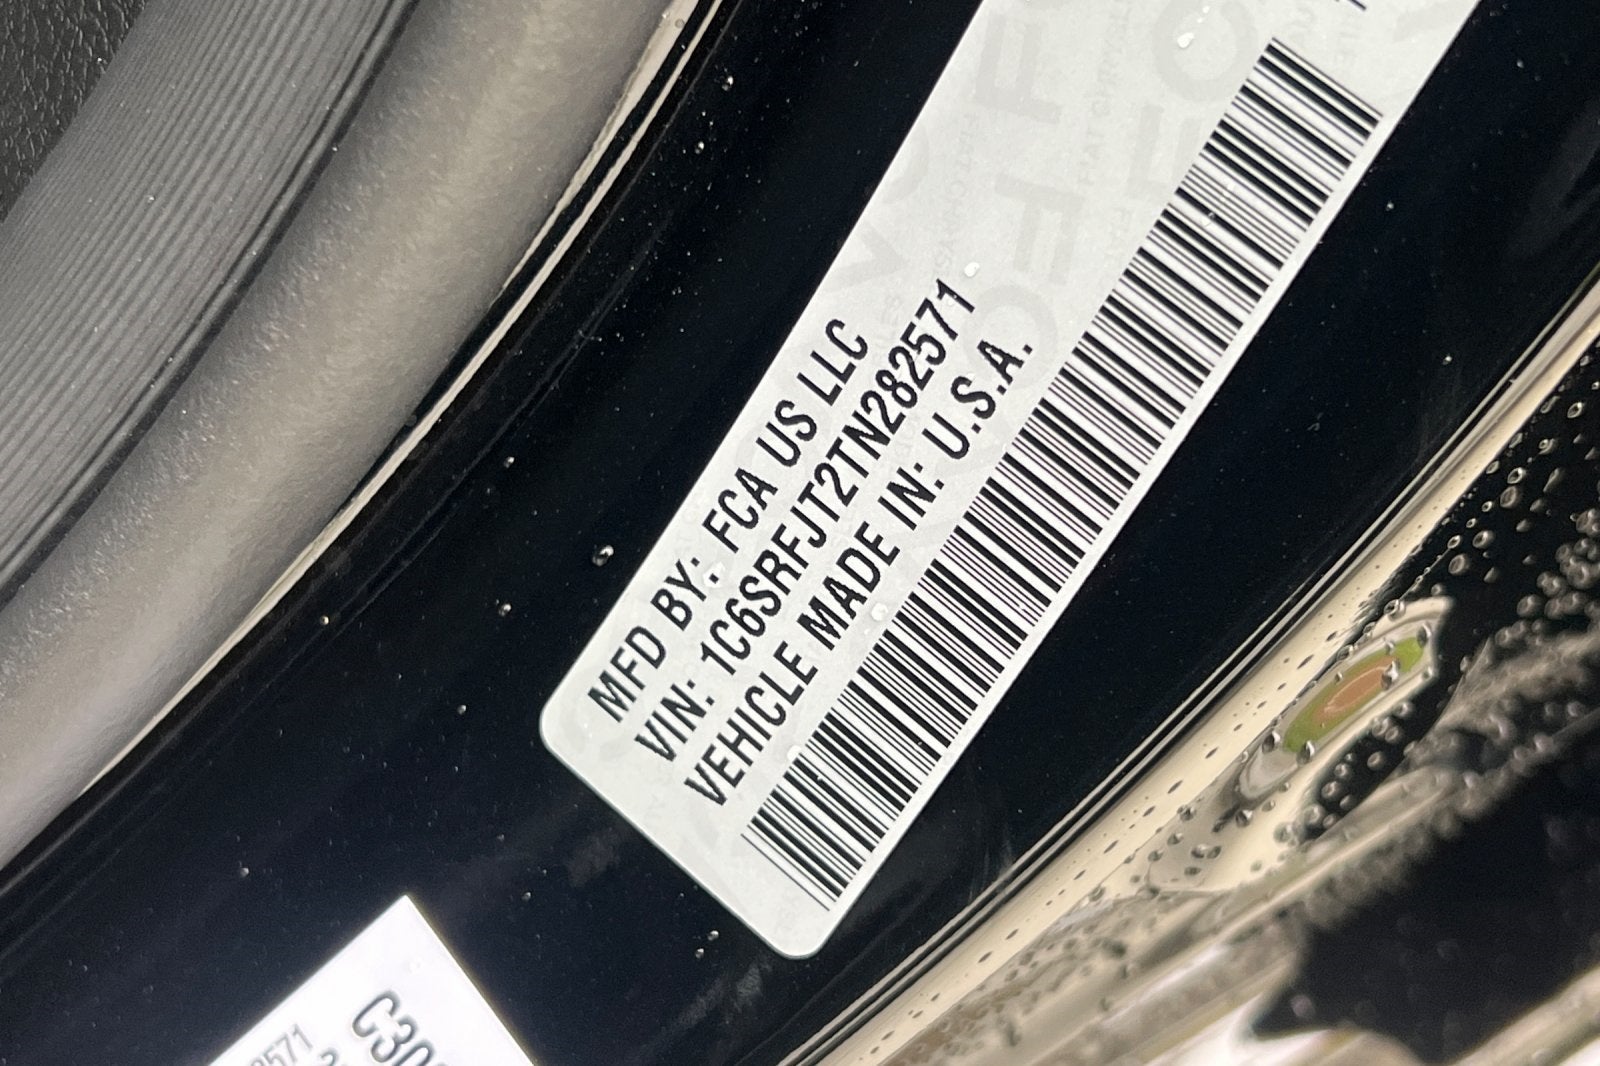 MFD BY: FCA US LLC
VIN: 1C6SRFJT2TN282571
VEHICLE MADE IN: U.S.A.